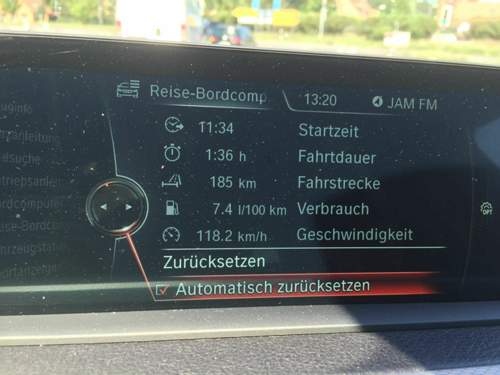 Reise-Bordcomp 13:20 JAM FM
11:34 Startzeit
1:36 h Fahrtdauer
185 km Fahrstrecke
7.4 l/100 km Verbrauch
118.2 km/h Geschwindigkeit
Zurücksetzen
Automatisch zurücksetzen
OFF